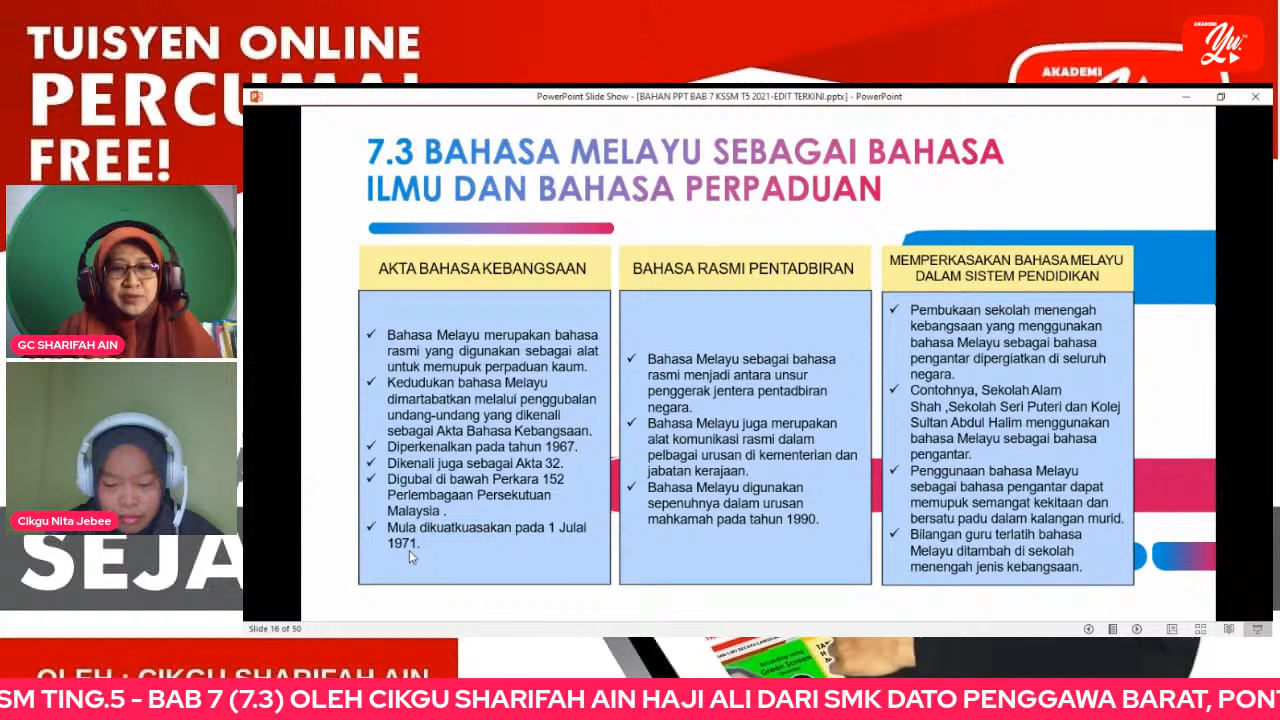 TUISYEN ONLINE
PERCUMA!
FREE!
AKADEMI
Yu.
AKADEMI
PowerPoint Slide Show - [BAHAN PPT BAB 7 KSSM T5 2021-EDIT TERKINI.pptx] - PowerPoint
7.3 BAHASA MELAYU SEBAGAI BAHASA
ILMU DAN BAHASA PERPADUAN
AKTA BAHASA KEBANGSAAN
✓ Bahasa Melayu merupakan bahasa
rasmi yang digunakan sebagai alat
untuk memupuk perpaduan kaum.
✓ Kedudukan bahasa Melayu
dimartabatkan melalui penggubalan
undang-undang yang dikenali
sebagai Akta Bahasa Kebangsaan.
✓ Diperkenalkan pada tahun 1967.
✓ Dikenali juga sebagai Akta 32.
✓ Digubal di bawah Perkara 152
Perlembagaan Persekutuan
Malaysia .
✓ Mula dikuatkuasakan pada 1 Julai
1971.
BAHASA RASMI PENTADBIRAN
✓ Bahasa Melayu sebagai bahasa
rasmi menjadi antara unsur
penggerak jentera pentadbiran
negara.
✓ Bahasa Melayu juga merupakan
alat komunikasi rasmi dalam
pelbagai urusan di kementerian dan
jabatan kerajaan.
✓ Bahasa Melayu digunakan
sepenuhnya dalam urusan
mahkamah pada tahun 1990.
MEMPERKASAKAN BAHASA MELAYU
DALAM SISTEM PENDIDIKAN
✓ Pembukaan sekolah menengah
kebangsaan yang menggunakan
bahasa Melayu sebagai bahasa
pengantar dipergiatkan di seluruh
negara.
✓ Contohnya, Sekolah Alam
Shah ,Sekolah Seri Puteri dan Kolej
Sultan Abdul Halim menggunakan
bahasa Melayu sebagai bahasa
pengantar.
✓ Penggunaan bahasa Melayu
sebagai bahasa pengantar dapat
memupuk semangat kekitaan dan
bersatu padu dalam kalangan murid.
✓ Bilangan guru terlatih bahasa
Melayu ditambah di sekolah
menengah jenis kebangsaan.
GC SHARIFAH AIN
Cikgu Nita Jebee
SEJA
Slide 16 of 50
OLEH : CIKGU SHARIFAH AIN
Green Screen
SM TING.5 - BAB 7 (7.3) OLEH CIKGU SHARIFAH AIN HAJI ALI DARI SMK DATO PENGGAWA BARAT, PONT